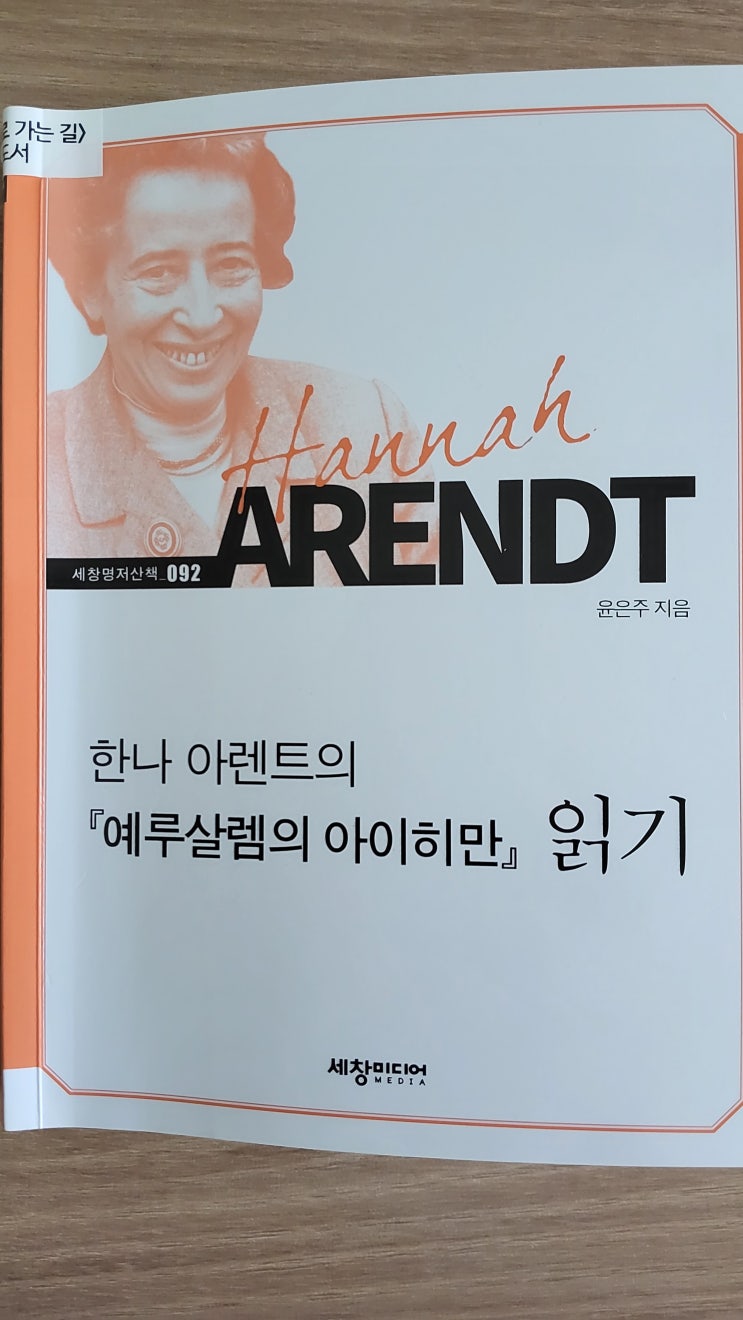 가는 길〉
Hannah
ARENDT
세창명저산책_092
윤은주 지음
한나 아렌트의
『예루살렘의 아이히만』 읽기
세창미디어
MEDIA